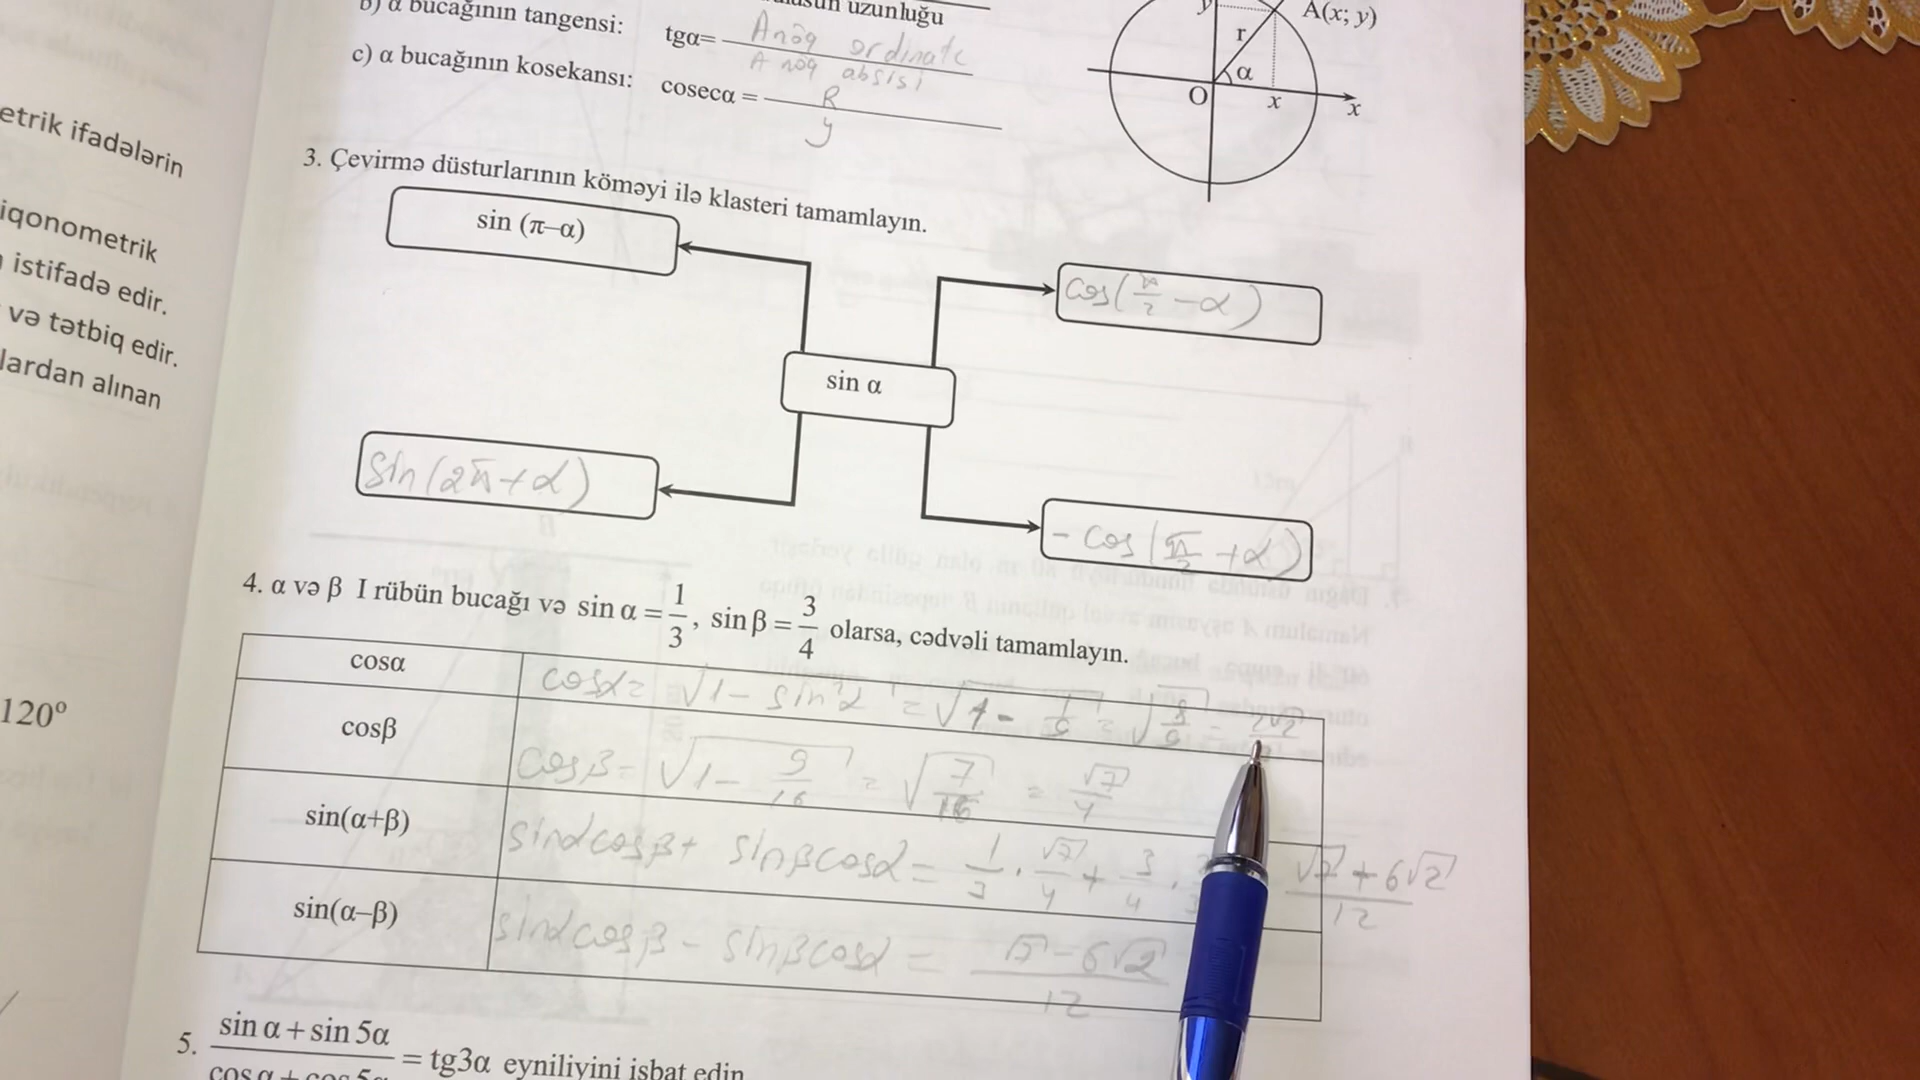 uzunluğu
b) α bucağının tangensi: tgα= A nöq ordinatı / A nöq absisi
c) α bucağının kosekansı: cosecα = R / y
y
A(x; y)
r
α
O
x
x
etrik ifadələrin
iqonometrik
istifadə edir.
və tətbiq edir.
lardan alınan
120°
3. Çevirmə düsturlarının köməyi ilə klasteri tamamlayın.
sin (π–α)
cos(π/2 - α)
sin α
sin(2π+α)
- cos(π/2 + α)
4. α və β I rübün bucağı və sin α = 1/3, sin β = 3/4 olarsa, cədvəli tamamlayın.
cosα
cosα = √1 - sin²α = √1 - 1/9 = √8/9 = 2√2
cosβ
cosβ = √1 - 9/16 = √7/16 = √7/4
sin(α+β)
sinαcosβ + sinβcosα = 1/3 · √7/4 + 3/4 · √7 + 6√2 / 12
sin(α–β)
sinαcosβ - sinβcosα = √7 - 6√2 / 12
5. sin α + sin 5α / cos α + cos 5α = tg3α eyniliyini isbat edin